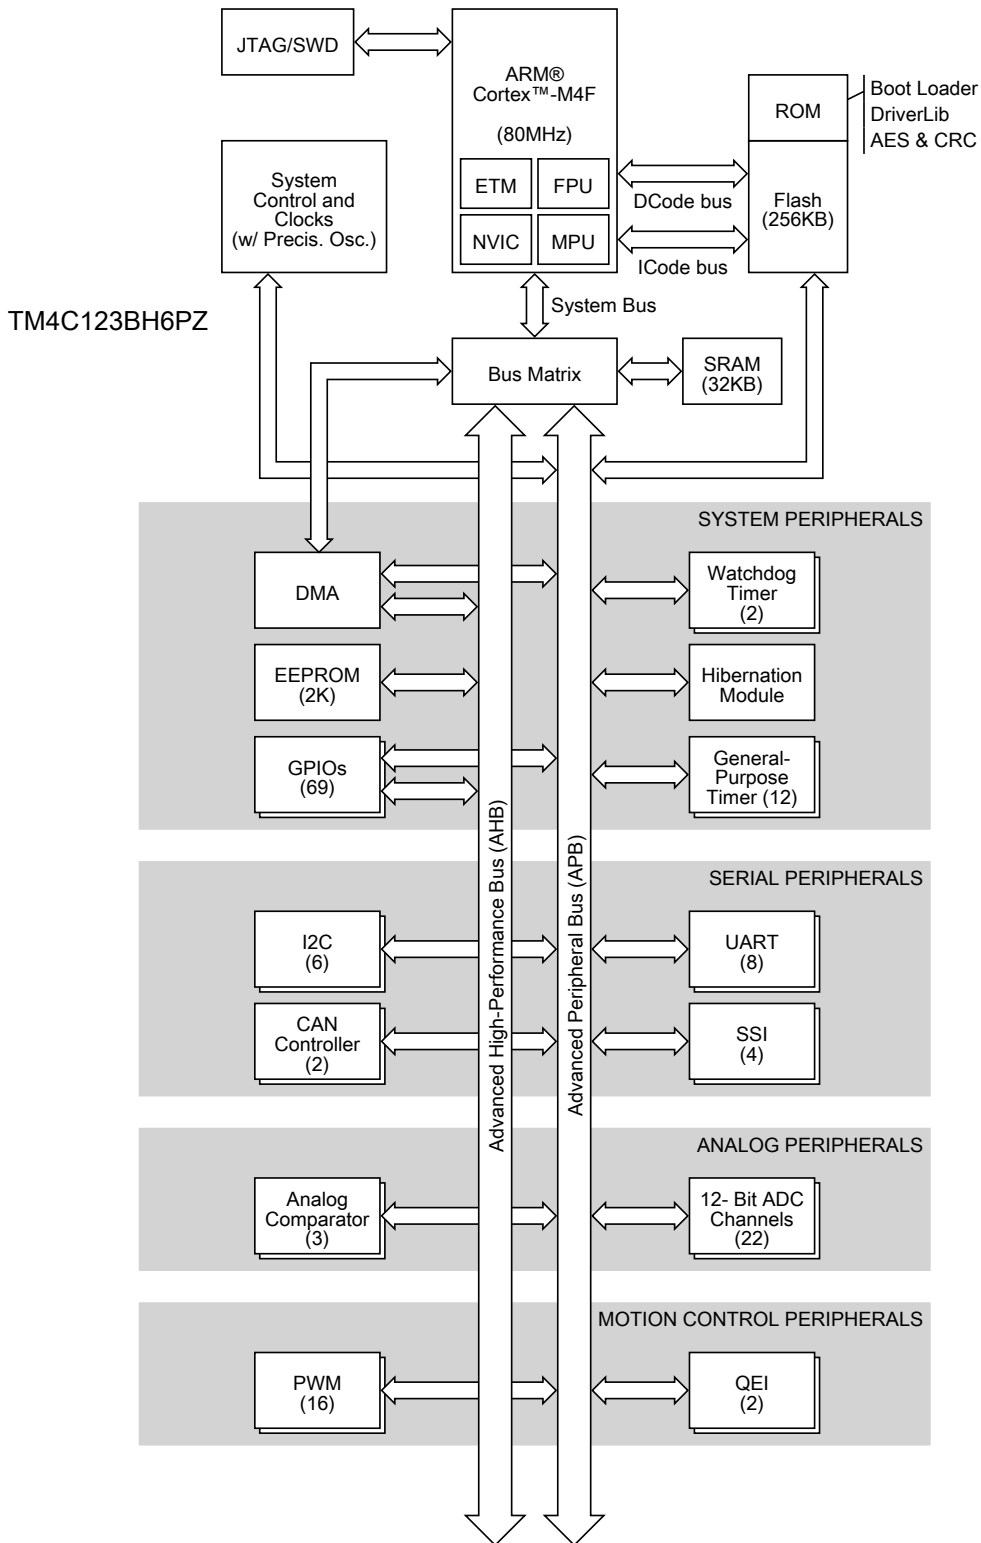 JTAG/SWD
ARM®
Cortex™-M4F
(80MHz)
ETM
FPU
NVIC
MPU
ROM
Boot Loader
DriverLib
AES & CRC
Flash
(256KB)
DCode bus
ICode bus
System
Control and
Clocks
(w/ Precis. Osc.)
TM4C123BH6PZ
System Bus
Bus Matrix
SRAM
(32KB)
SYSTEM PERIPHERALS
DMA
Watchdog
Timer
(2)
EEPROM
(2K)
Hibernation
Module
GPIOs
(69)
General-
Purpose
Timer (12)
Advanced High-Performance Bus (AHB)
Advanced Peripheral Bus (APB)
SERIAL PERIPHERALS
I2C
(6)
UART
(8)
CAN
Controller
(2)
SSI
(4)
ANALOG PERIPHERALS
Analog
Comparator
(3)
12- Bit ADC
Channels
(22)
MOTION CONTROL PERIPHERALS
PWM
(16)
QEI
(2)